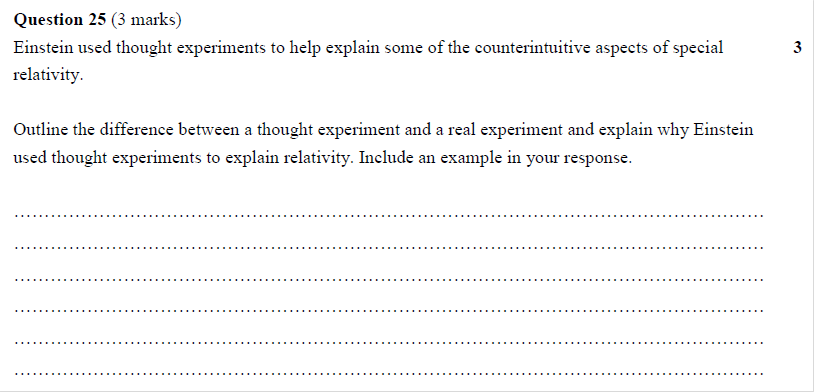 Question 25 (3 marks)
Einstein used thought experiments to help explain some of the counterintuitive aspects of special 3
relativity.
Outline the difference between a thought experiment and a real experiment and explain why Einstein
used thought experiments to explain relativity. Include an example in your response.